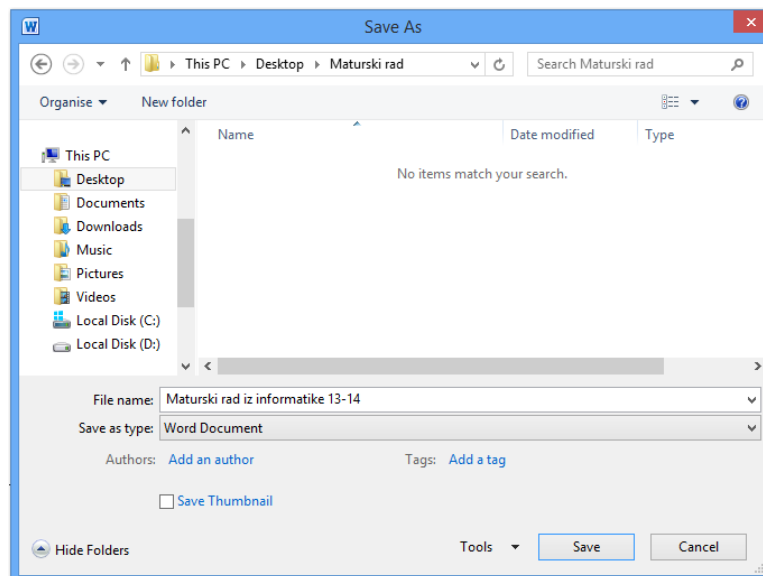 Save As
This PC Desktop Maturski rad Search Maturski rad
Organise New folder
Name Date modified Type
This PC
No items match your search.
Desktop
Documents
Downloads
Music
Pictures
Videos
Local Disk (C:)
Local Disk (D:)
File name: Maturski rad iz informatike 13-14
Save as type: Word Document
Authors: Add an author Tags: Add a tag
Save Thumbnail
Hide Folders Tools Save Cancel